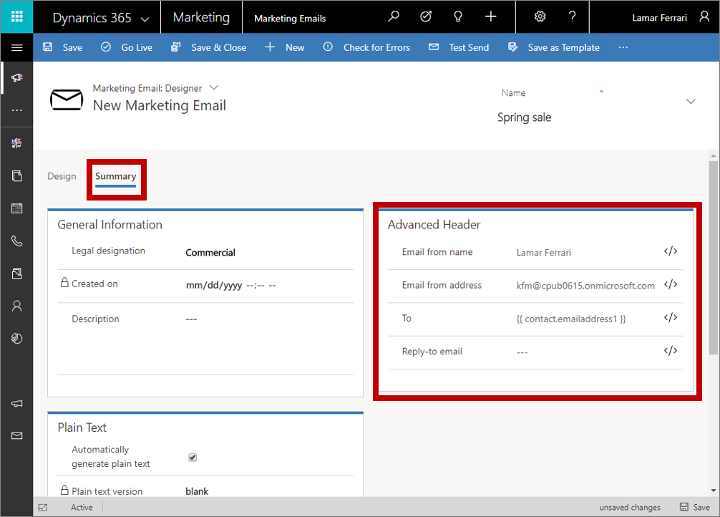 Dynamics 365 Marketing Marketing Emails Lamar Ferrari
Save Go Live Save & Close New Check for Errors Test Send Save as Template ...
Marketing Email: Designer
New Marketing Email
Name *
Spring sale
Design Summary
General Information
Legal designation Commercial
Created on mm/dd/yyyy --:-- --
Description ---
Advanced Header
Email from name Lamar Ferrari </>
Email from address kfm@cpub0615.onmicrosoft.com </>
To {{ contact.emailaddress1 }} </>
Reply-to email --- </>
Plain Text
Automatically
generate plain text
Plain text version blank
Active unsaved changes Save